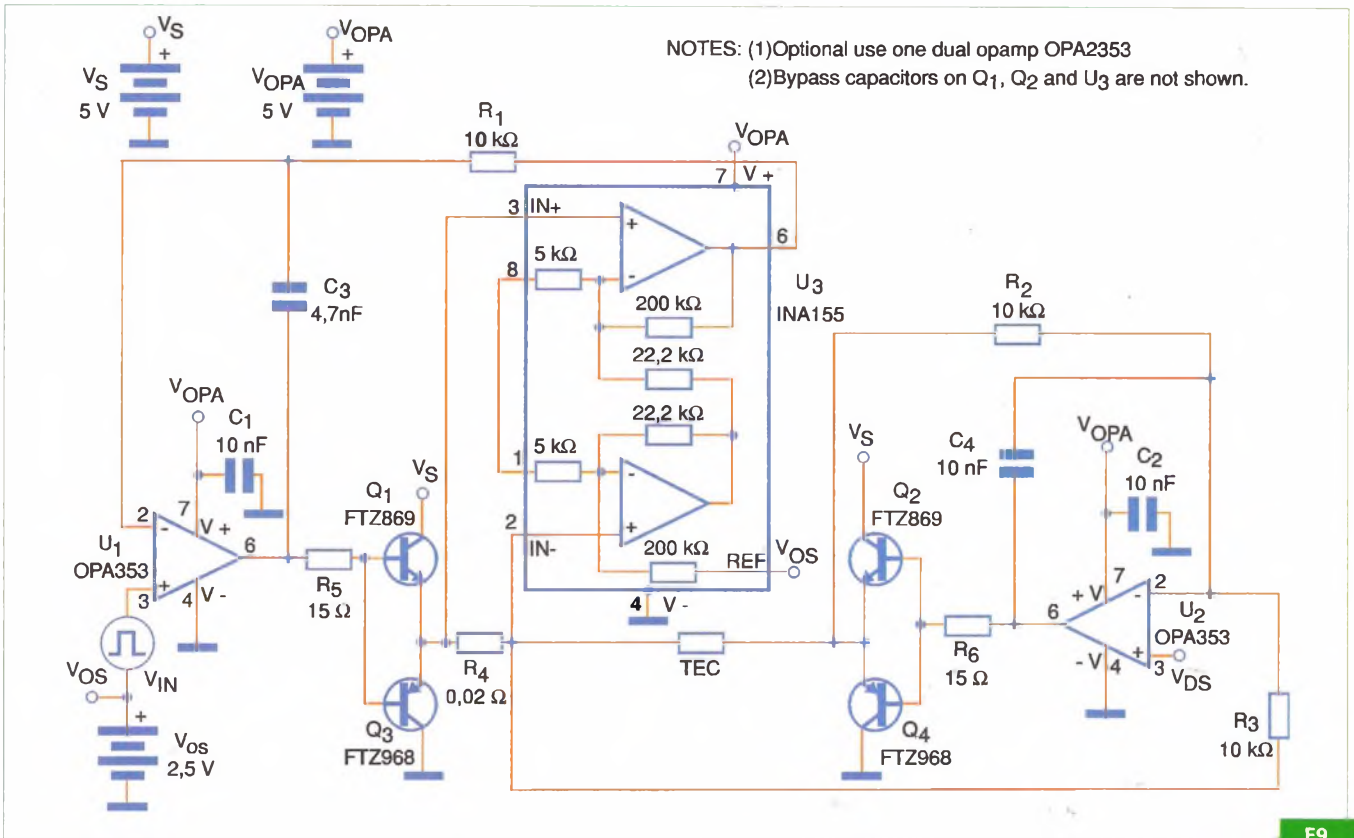 VS
+
VS
5 V
VOPA
+
VOPA
5 V
NOTES: (1)Optional use one dual opamp OPA2353
(2)Bypass capacitors on Q1, Q2 and U3 are not shown.
R1
10 kΩ
VOPA
7 V +
3 IN+
+
-
6
8
5 kΩ
U3
INA155
200 kΩ
22,2 kΩ
22,2 kΩ
1
5 kΩ
-
+
2
IN-
200 kΩ
REF
VOS
4 V -
C3
4,7nF
R2
10 kΩ
VOPA
C1
10 nF
2
-
7
V +
U1
OPA353
6
+
3
4
V -
VOS
VIN
+
Vos
2,5 V
R5
15 Ω
VS
Q1
FTZ869
Q3
FTZ968
R4
0,02 Ω
TEC
VS
Q2
FTZ869
Q4
FTZ968
C4
10 nF
VOPA
C2
10 nF
7
+ V
2
-
U2
OPA353
6
R6
15 Ω
- V
4
+
3
VDS
R3
10 kΩ
F9